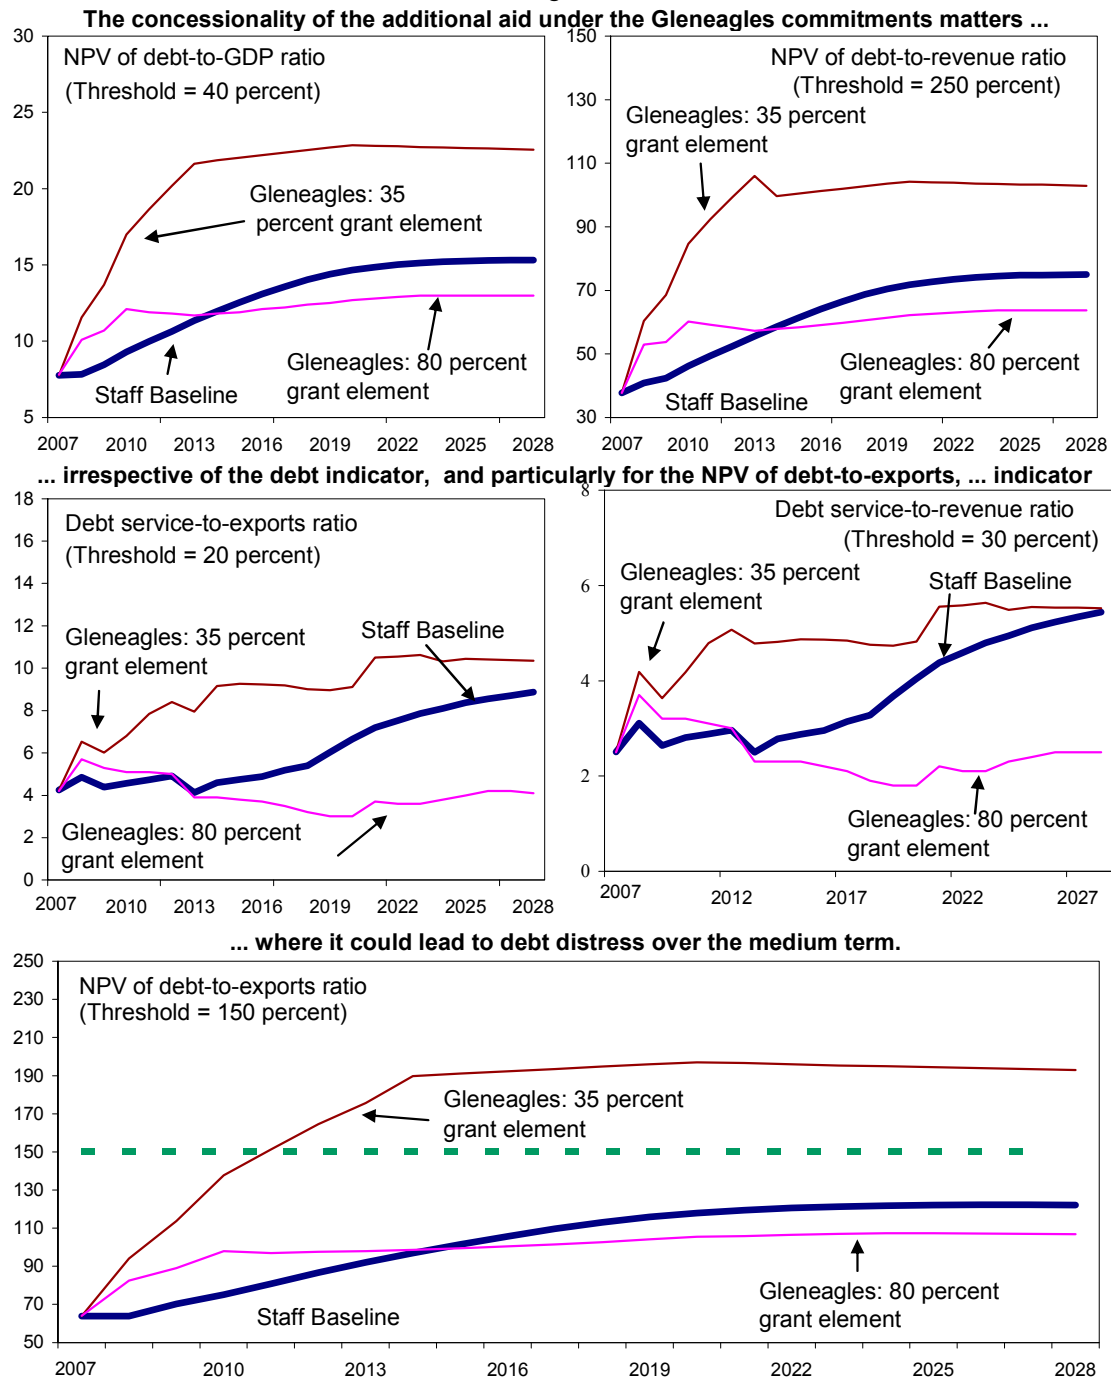 The concessionality of the additional aid under the Gleneagles commitments matters ...
30
25
20
15
10
5
NPV of debt-to-GDP ratio
(Threshold = 40 percent)
Gleneagles: 35
percent grant element
Gleneagles: 80 percent
grant element
Staff Baseline
2007 2010 2013 2016 2019 2022 2025 2028
150
130
110
90
70
50
30
NPV of debt-to-revenue ratio
(Threshold = 250 percent)
Gleneagles: 35 percent
grant element
Gleneagles: 80 percent
grant element
Staff Baseline
2007 2010 2013 2016 2019 2022 2025 2028
... irrespective of the debt indicator, and particularly for the NPV of debt-to-exports, ... indicator
18
16
14
12
10
8
6
4
2
0
Debt service-to-exports ratio
(Threshold = 20 percent)
Gleneagles: 35 percent
grant element
Staff Baseline
Gleneagles: 80 percent
grant element
2007 2010 2013 2016 2019 2022 2025 2028
8
6
4
2
0
Debt service-to-revenue ratio
(Threshold = 30 percent)
Gleneagles: 35 percent
grant element
Staff Baseline
Gleneagles: 80 percent
grant element
2007 2012 2017 2022 2027
... where it could lead to debt distress over the medium term.
250
230
210
190
170
150
130
110
90
70
50
NPV of debt-to-exports ratio
(Threshold = 150 percent)
Gleneagles: 35 percent
grant element
Gleneagles: 80 percent
grant element
Staff Baseline
2007 2010 2013 2016 2019 2022 2025 2028